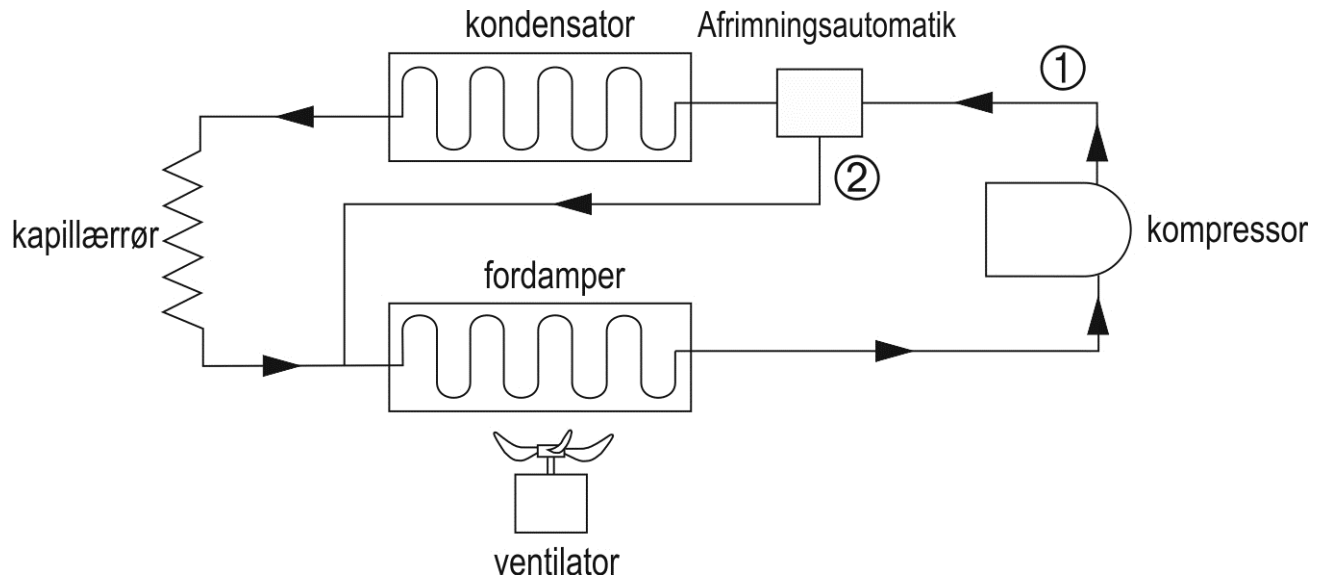 kondensator
Afrimningsautomatik
①
②
kapillærrør
kompressor
fordamper
ventilator